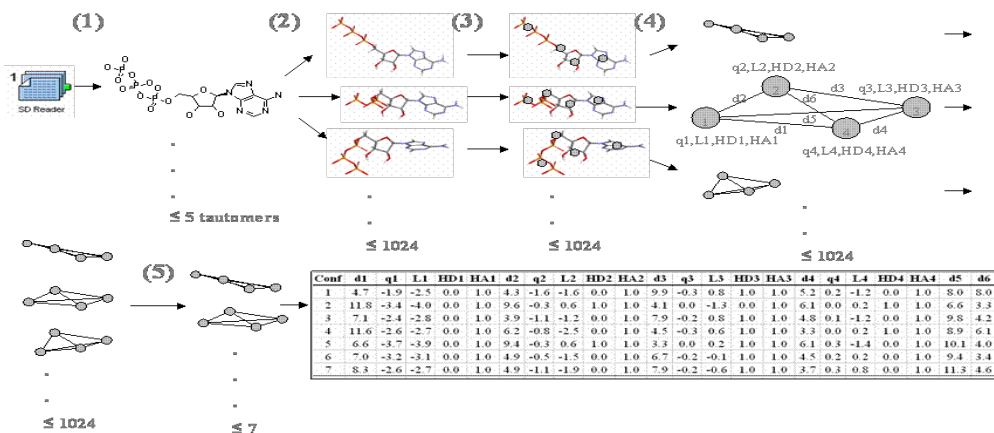 (1)
(2)
(3)
(4)
1
SD Reader
≤ 5 tautomers
≤ 1024
≤ 1024
q2,L2,HD2,HA2
q3,L3,HD3,HA3
q1,L1,HD1,HA1
q4,L4,HD4,HA4
d2 d6 d3
d5
d1 d4
1 2 3 4
≤ 1024
(5)
≤ 1024
≤ 7
Conf d1 q1 L1 HD1 HA1 d2 q2 L2 HD2 HA2 d3 q3 L3 HD3 HA3 d4 q4 L4 HD4 HA4 d5 d6
1 4.7 -1.9 -2.5 0.0 1.0 4.3 -1.6 -1.6 0.0 1.0 9.9 -0.3 0.8 1.0 1.0 5.2 0.2 -1.2 0.0 1.0 8.0 8.0
2 11.8 -3.4 -4.0 0.0 1.0 9.6 -0.3 0.6 1.0 1.0 4.1 0.0 -1.3 0.0 1.0 6.1 0.0 0.2 1.0 1.0 6.6 3.3
3 7.1 -2.4 -2.8 0.0 1.0 3.9 -1.1 -1.2 0.0 1.0 7.9 -0.2 0.8 1.0 1.0 4.8 0.1 -1.2 0.0 1.0 9.8 4.2
4 11.6 -2.6 -2.7 0.0 1.0 6.2 -0.8 -2.5 0.0 1.0 4.5 -0.3 0.6 1.0 1.0 3.3 0.0 0.2 1.0 1.0 8.9 6.1
5 6.6 -3.7 -3.9 0.0 1.0 9.4 -0.3 0.6 1.0 1.0 3.3 0.0 0.2 1.0 1.0 6.1 0.3 -1.4 0.0 1.0 10.1 4.0
6 7.0 -3.2 -3.1 0.0 1.0 4.9 -0.5 -1.5 0.0 1.0 6.7 -0.2 -0.1 1.0 1.0 4.5 0.2 0.2 0.0 1.0 9.4 3.4
7 8.3 -2.6 -2.7 0.0 1.0 4.9 -1.1 -1.9 0.0 1.0 7.9 -0.2 -0.6 1.0 1.0 3.7 0.3 0.8 0.0 1.0 11.3 4.6